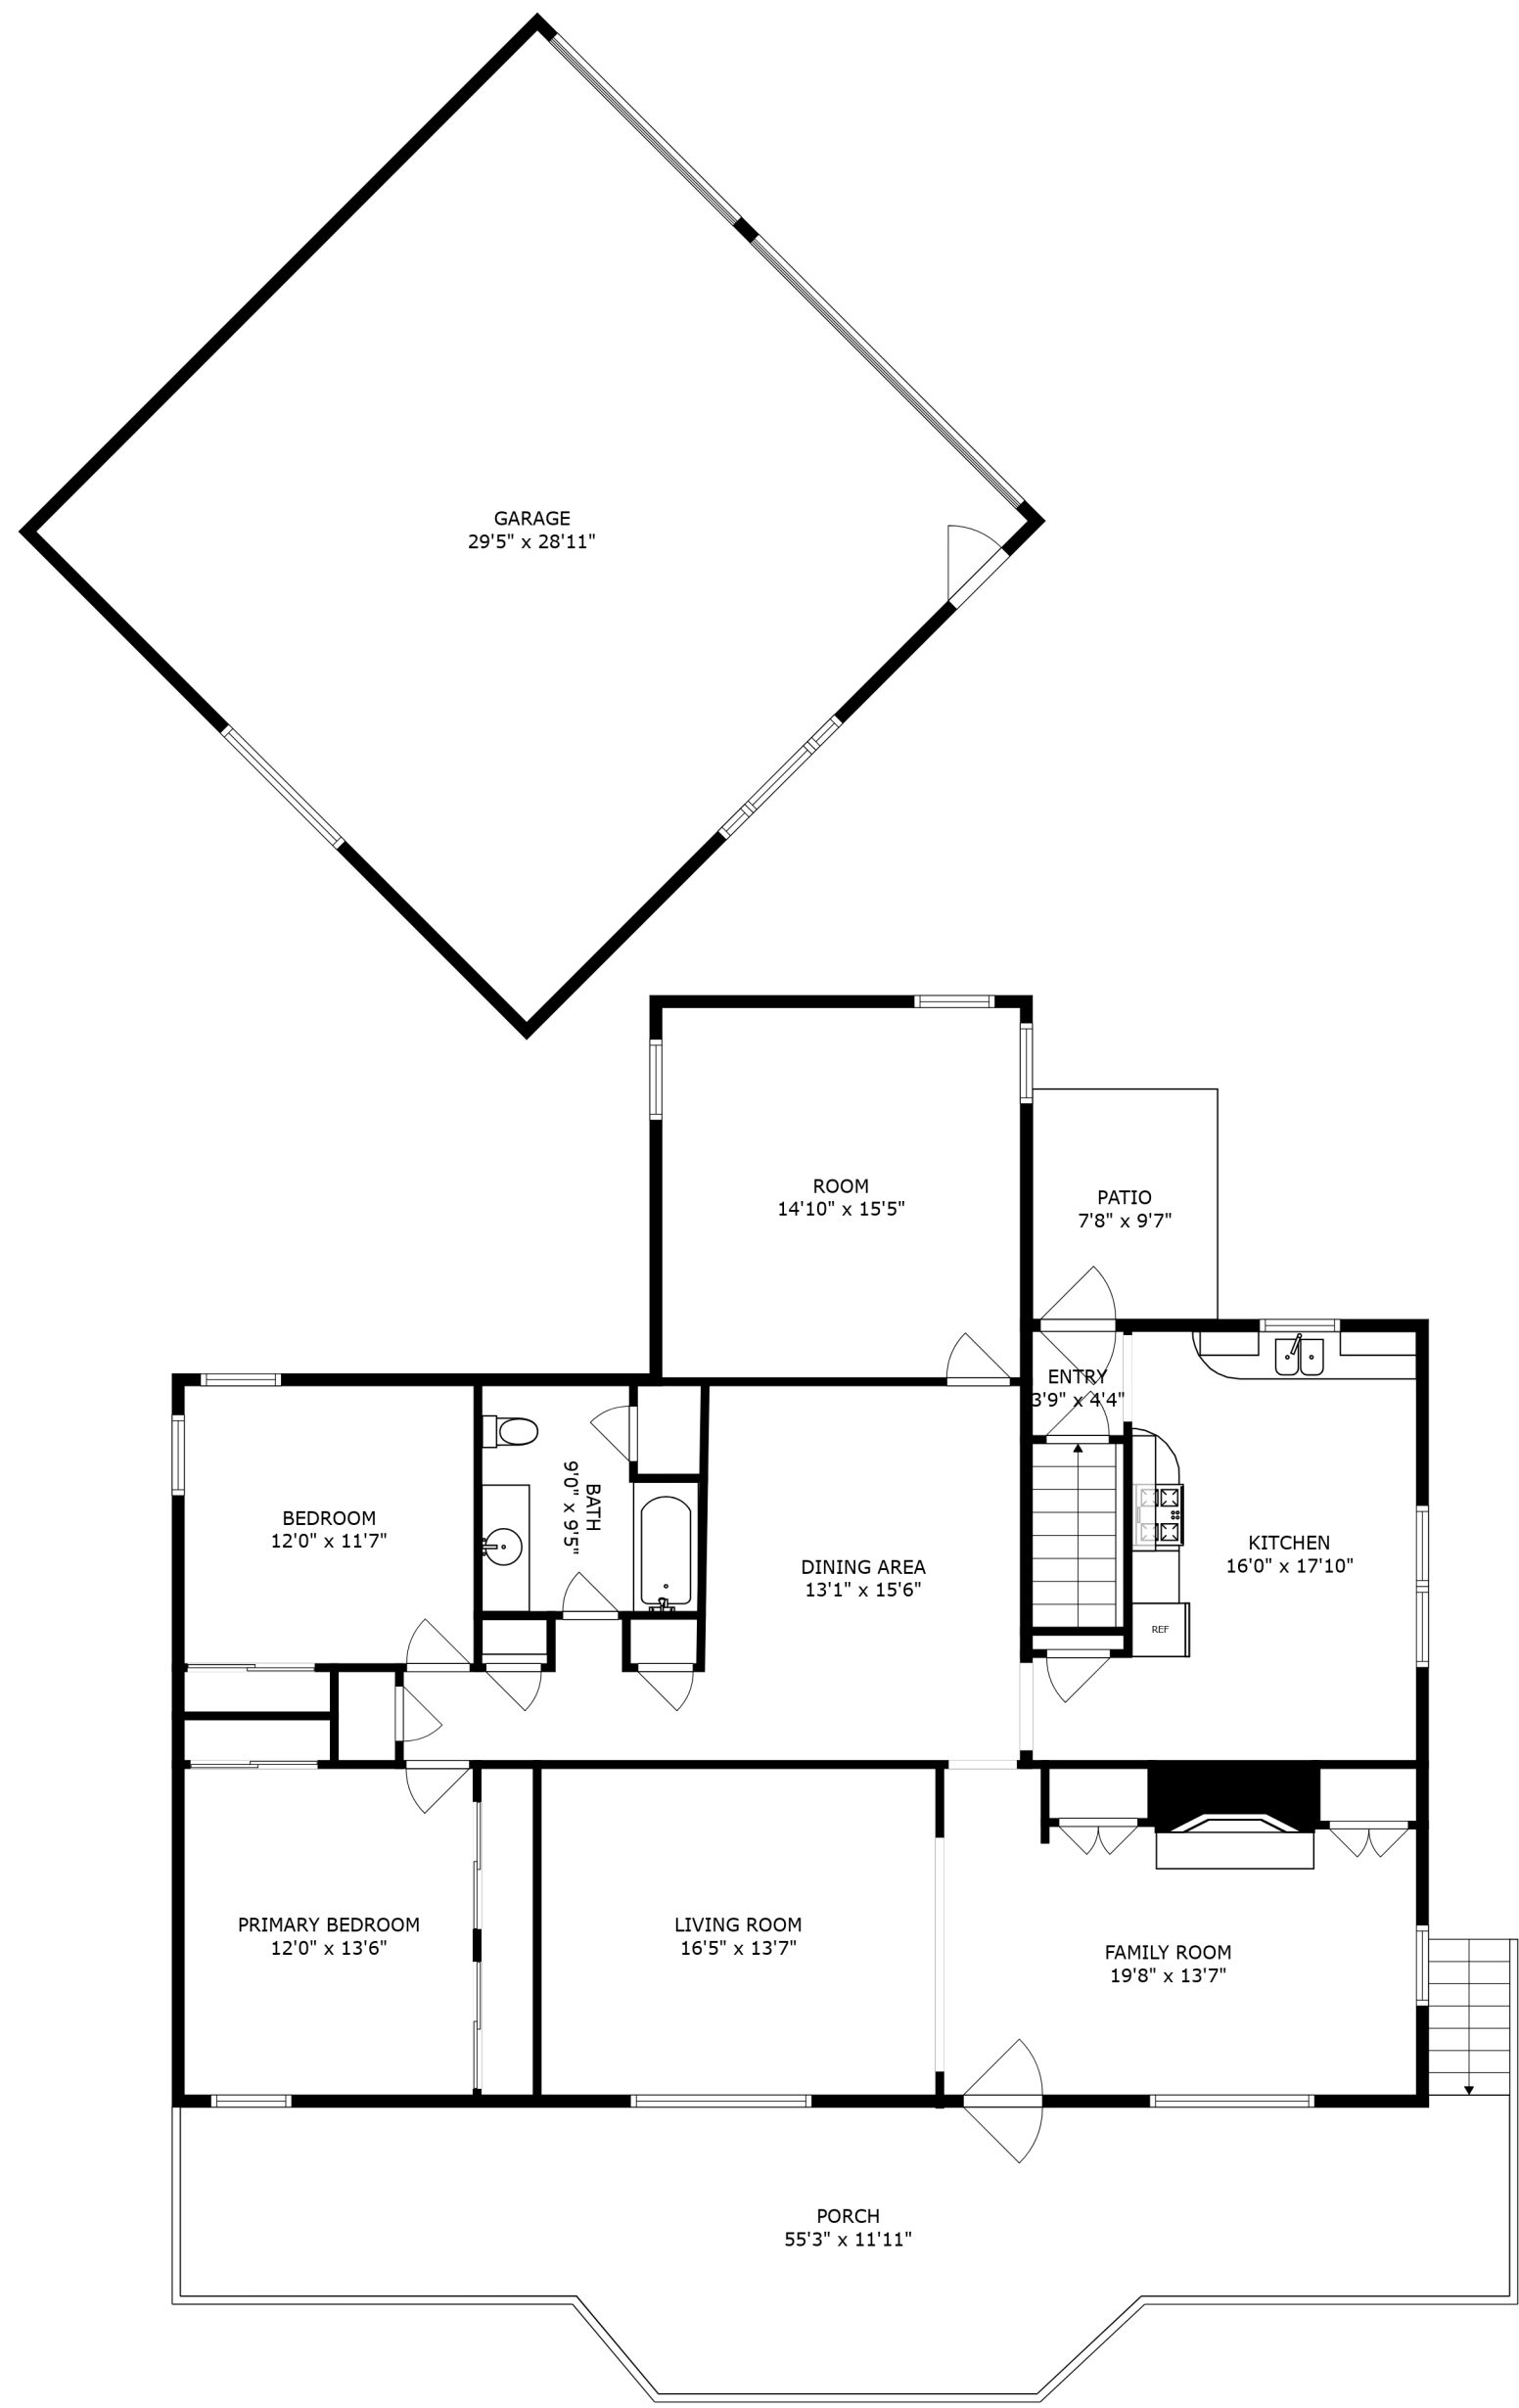 GARAGE
29'5" x 28'11"
ROOM
14'10" x 15'5"
PATIO
7'8" x 9'7"
ENTRY
3'9" x 4'4"
BEDROOM
12'0" x 11'7"
BATH
9'0" x 9'5"
DINING AREA
13'1" x 15'6"
KITCHEN
16'0" x 17'10"
REF
PRIMARY BEDROOM
12'0" x 13'6"
LIVING ROOM
16'5" x 13'7"
FAMILY ROOM
19'8" x 13'7"
PORCH
55'3" x 11'11"